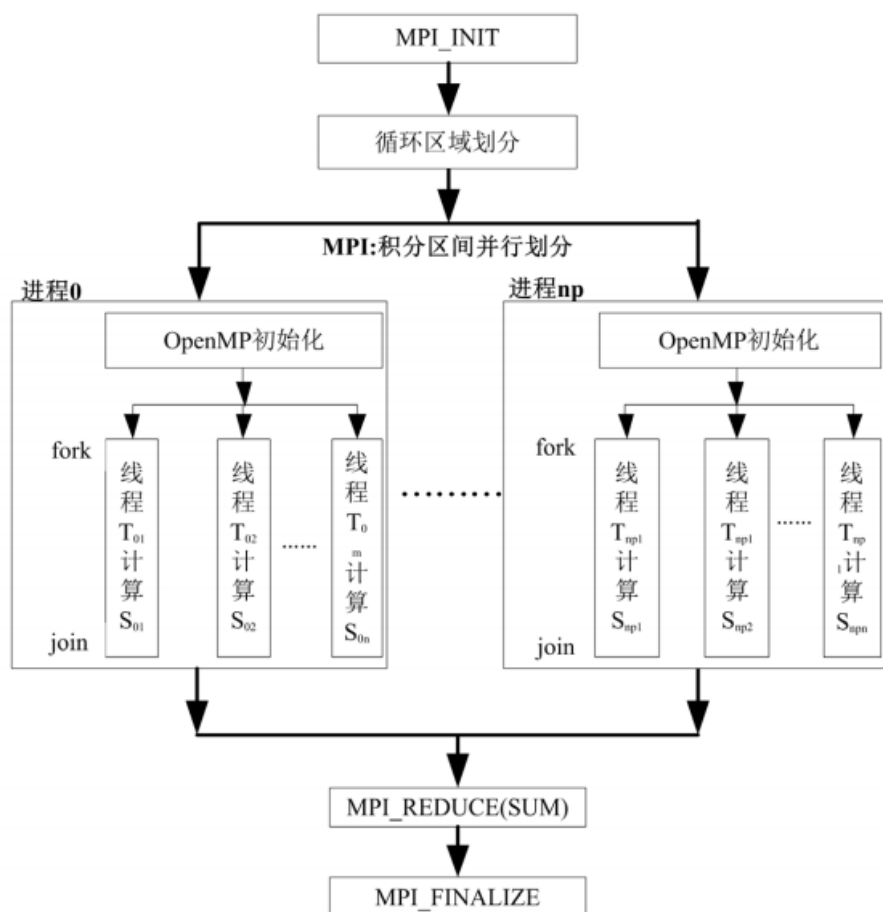 MPI_INIT
循环区域划分
MPI:积分区间并行划分
进程0
进程np
OpenMP初始化
OpenMP初始化
fork
线程T01计算S01
线程T02计算S02
......
线程T0m计算S0n
join
fork
线程Tnp1计算Snp1
线程Tnp1计算Snp2
......
线程Tnp1计算Snpn
join
MPI_REDUCE(SUM)
MPI_FINALIZE